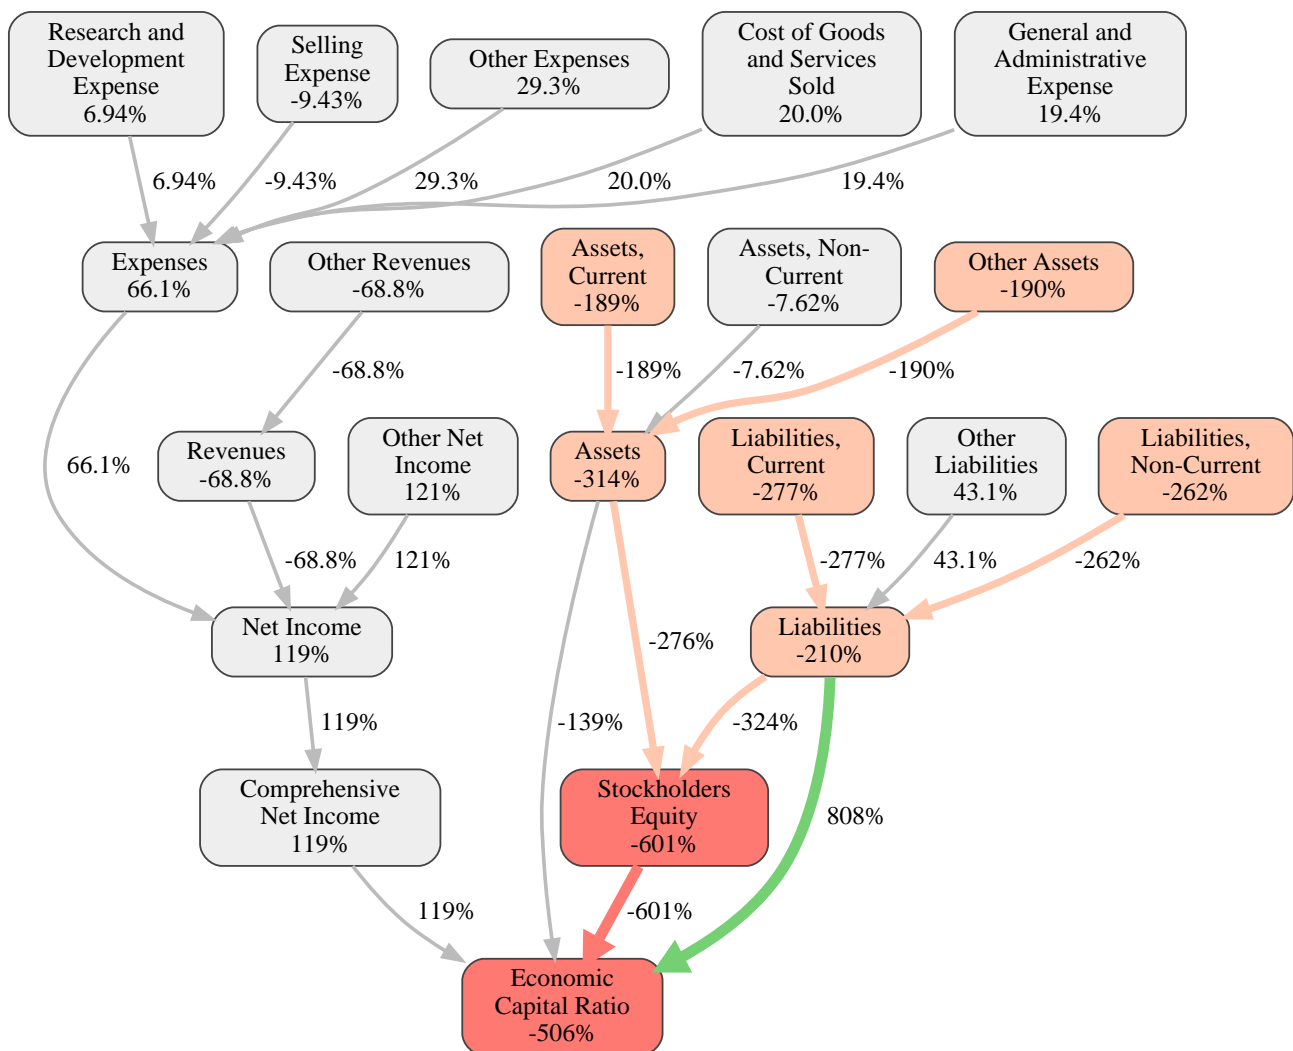 Research and
Development
Expense
6.94%
Selling
Expense
-9.43%
Other Expenses
29.3%
Cost of Goods
and Services
Sold
20.0%
General and
Administrative
Expense
19.4%
6.94%
-9.43%
29.3%
20.0%
19.4%
Expenses
66.1%
Other Revenues
-68.8%
Assets,
Current
-189%
Assets, Non-
Current
-7.62%
Other Assets
-190%
-68.8%
-189%
-7.62%
-190%
66.1%
Revenues
-68.8%
Other Net
Income
121%
Assets
-314%
Liabilities,
Current
-277%
Other
Liabilities
43.1%
Liabilities,
Non-Current
-262%
-68.8%
121%
-277%
43.1%
-262%
Net Income
119%
-276%
Liabilities
-210%
119%
-139%
-324%
Comprehensive
Net Income
119%
Stockholders
Equity
-601%
808%
119%
-601%
Economic
Capital Ratio
-506%